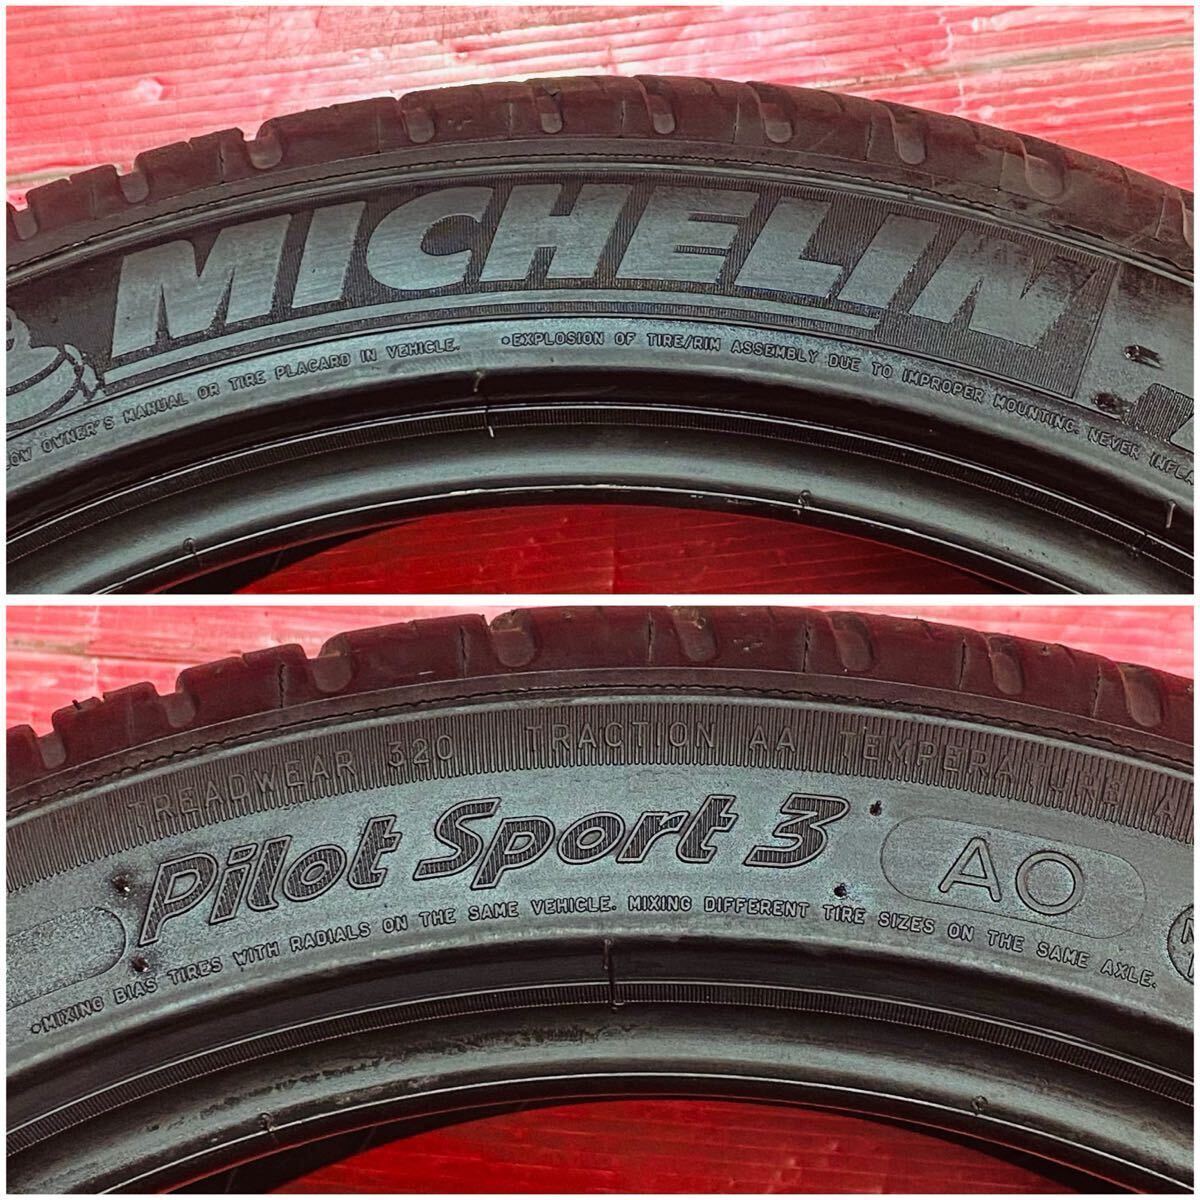 MICHELIN
OWNER'S MANUAL OR TIRE PLACARD IN VEHICLE. •EXPLOSION OF TIRE/RIM ASSEMBLY DUE TO IMPROPER MOUNTING. NEVER
TREADWEAR 320 TRACTION AA TEMPERATURE A
Pilot Sport 3 AO
•MIXING BIAS TIRES WITH RADIALS ON THE SAME VEHICLE. MIXING DIFFERENT TIRE SIZES ON THE SAME AXLE.